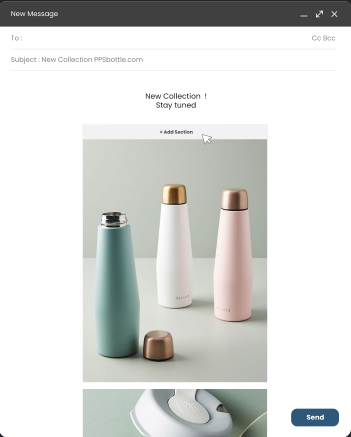 New Message
To :
Cc Bcc
Subject : New Collection PPSbottle.com
New Collection !
Stay tuned
+ Add Section
Send